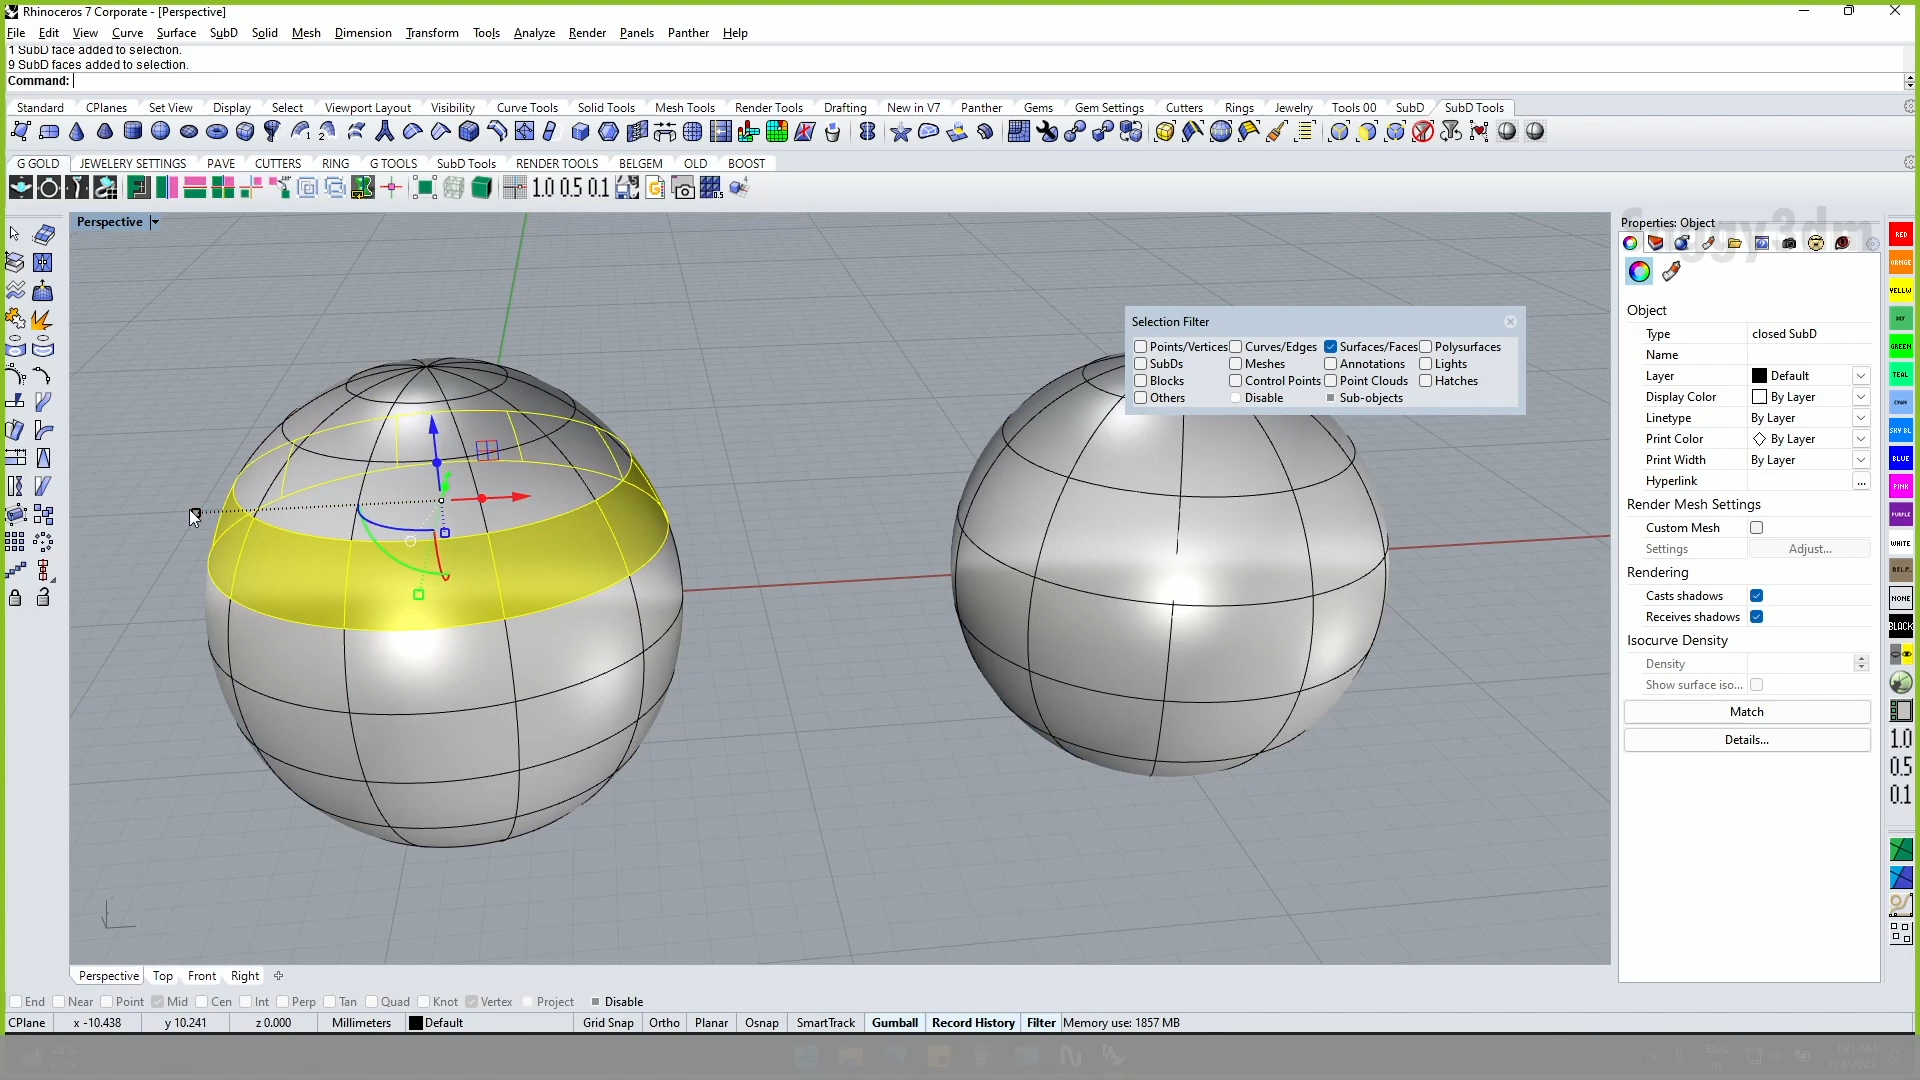 Rhinoceros 7 Corporate - [Perspective]
File Edit View Curve Surface SubD Solid Mesh Dimension Transform Tools Analyze Render Panels Panther Help
1 SubD face added to selection.
9 SubD faces added to selection.
Command:
Standard CPlanes Set View Display Select Viewport Layout Visibility Curve Tools Solid Tools Mesh Tools Render Tools Drafting New in V7 Panther Gems Gem Settings Cutters Rings Jewelry Tools 00 SubD SubD Tools
G GOLD JEWELERY SETTINGS PAVE CUTTERS RING G TOOLS SubD Tools RENDER TOOLS BELGEM OLD BOOST
1.0 0.5 0.1
Perspective
Properties: Object
Selection Filter
Points/Vertices Curves/Edges Surfaces/Faces Polysurfaces
SubDs Meshes Annotations Lights
Blocks Control Points Point Clouds Hatches
Others Disable Sub-objects
Object
Type closed SubD
Name
Layer Default
Display Color By Layer
Linetype By Layer
Print Color By Layer
Print Width By Layer
Hyperlink ...
Render Mesh Settings
Custom Mesh
Settings Adjust...
Rendering
Casts shadows
Receives shadows
Isocurve Density
Density
Show surface iso...
Match
Details...
RED
ORNGE
YELLW
GREEN
TEAL
CYAN
SKY BL
BLUE
PINK
PURPLE
WHITE
NONE
BLACK
1.0
0.5
0.1
Perspective Top Front Right
End Near Point Mid Cen Int Perp Tan Quad Knot Vertex Project Disable
CPlane x -10.438 y 10.241 z 0.000 Millimeters Default Grid Snap Ortho Planar Osnap SmartTrack Gumball Record History Filter Memory use: 1857 MB